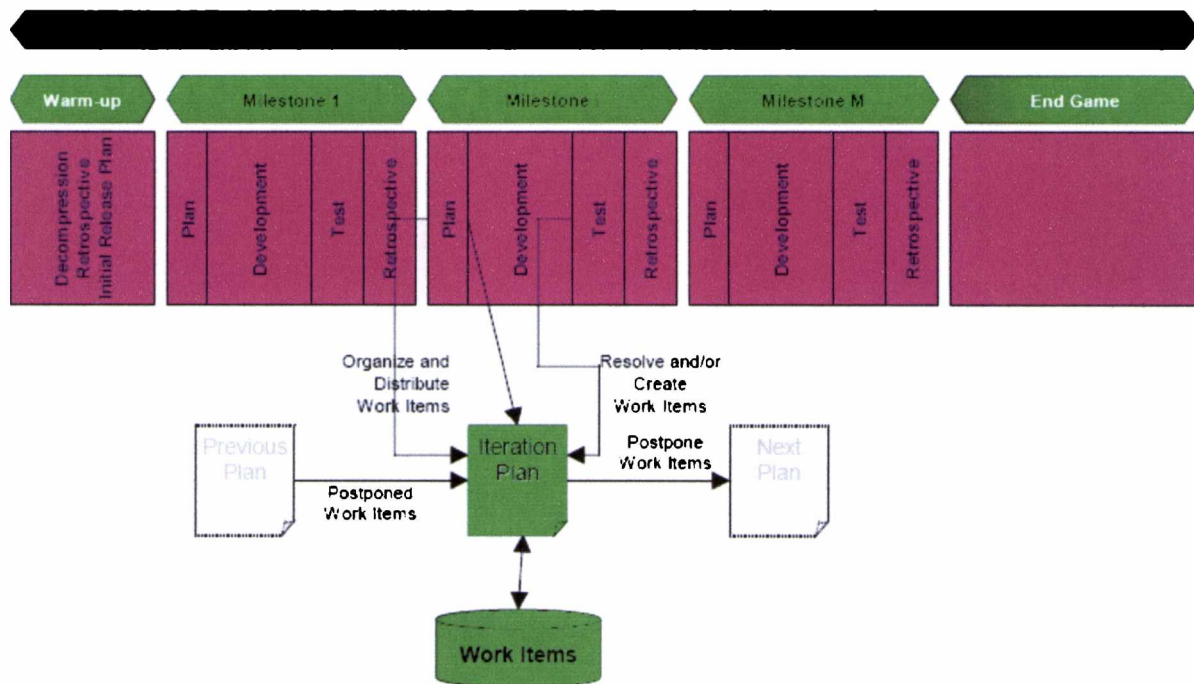 Warm-up
Milestone 1
Milestone i
Milestone M
End Game
Decompression
Retrospective
Initial Release Plan
Plan
Development
Test
Retrospective
Plan
Development
Test
Retrospective
Plan
Development
Test
Retrospective
Organize and
Distribute
Work Items
Resolve and/or
Create
Work Items
Previous
Plan
Iteration
Plan
Next
Plan
Postponed
Work Items
Postpone
Work Items
Work Items